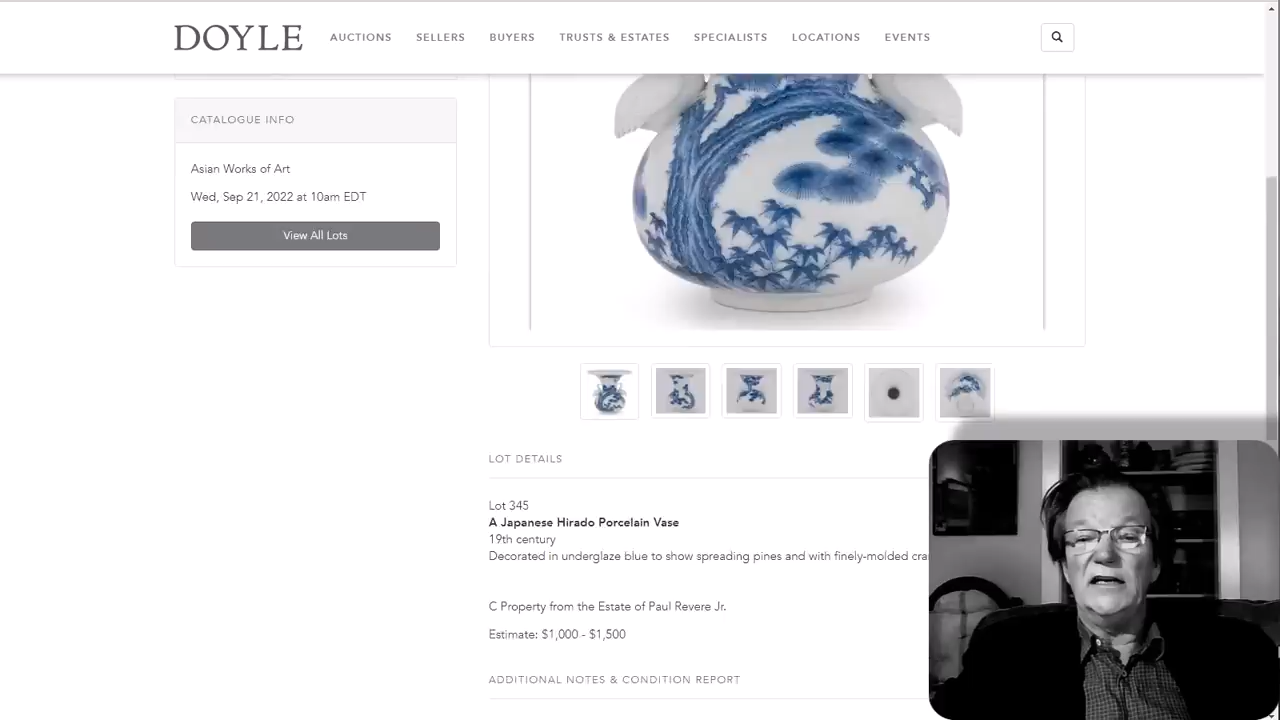 DOYLE
AUCTIONS SELLERS BUYERS TRUSTS & ESTATES SPECIALISTS LOCATIONS EVENTS
CATALOGUE INFO
Asian Works of Art
Wed, Sep 21, 2022 at 10am EDT
View All Lots
LOT DETAILS
Lot 345
A Japanese Hirado Porcelain Vase
19th century
Decorated in underglaze blue to show spreading pines and with finely-molded
C Property from the Estate of Paul Revere Jr.
Estimate: $1,000 - $1,500
ADDITIONAL NOTES & CONDITION REPORT